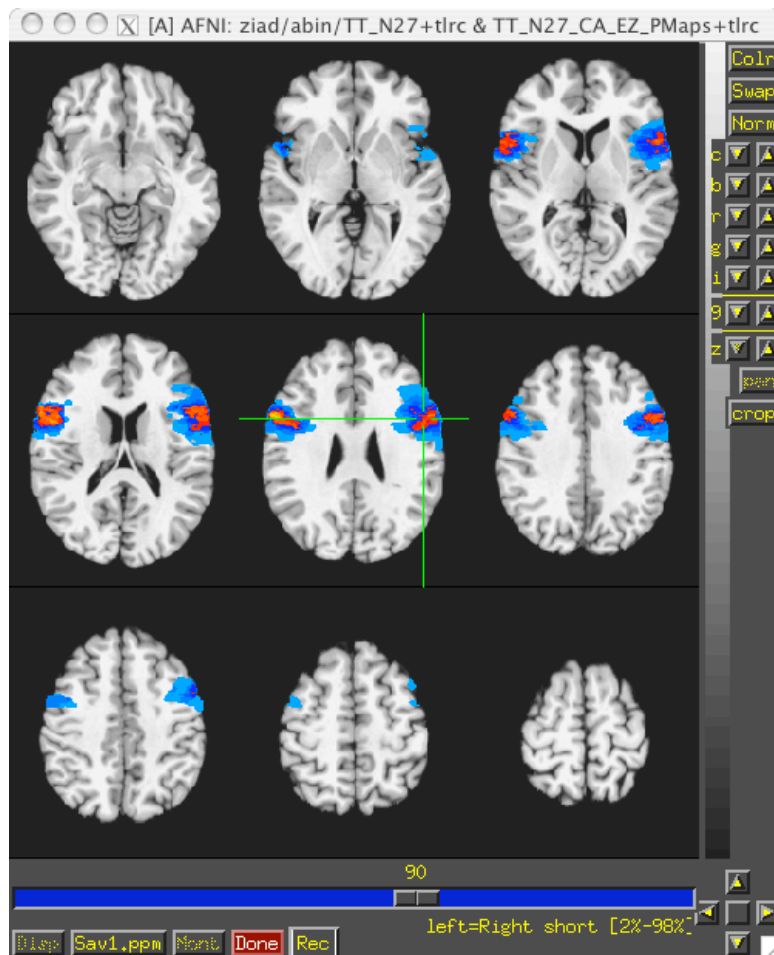 X [A] AFNI: ziad/abin/TT_N27+tlrc & TT_N27_CA_EZ_PMaps+tlrc
Colr
Swap
Norm
c
b
r
g
i
9
z
pan
crop
90
left=Right short [2%-98%]
Disp Sav1.ppm Mont Done Rec